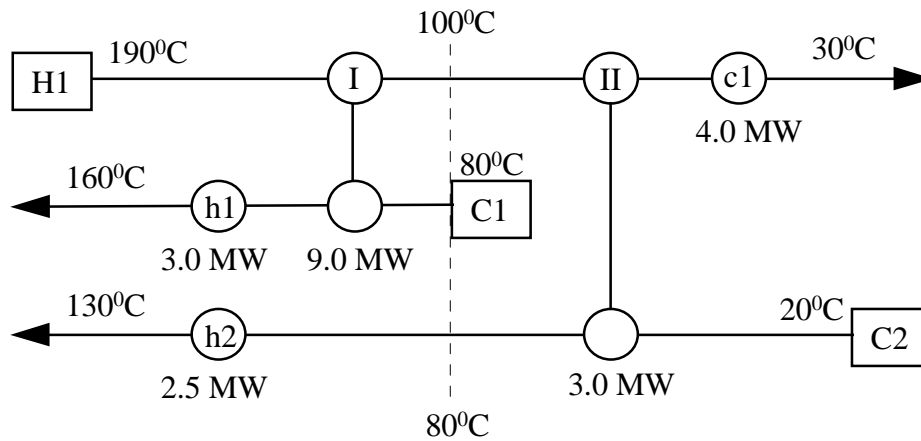 100⁰C
190⁰C
30⁰C
H1
I
II
c1
4.0 MW
160⁰C
80⁰C
h1
C1
3.0 MW
9.0 MW
130⁰C
20⁰C
h2
C2
2.5 MW
3.0 MW
80⁰C